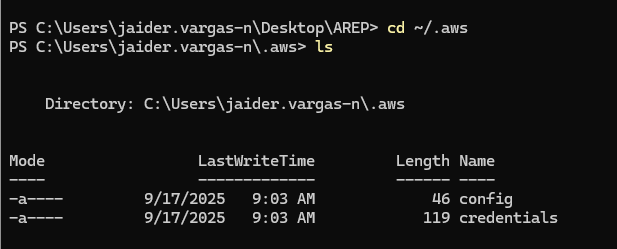 PS C:\Users\jaider.vargas-n\Desktop\AREP> cd ~/.aws
PS C:\Users\jaider.vargas-n\.aws> ls
Directory: C:\Users\jaider.vargas-n\.aws
Mode                 LastWriteTime         Length Name
----                 -------------         ------ ----
-a----         9/17/2025   9:03 AM             46 config
-a----         9/17/2025   9:03 AM            119 credentials